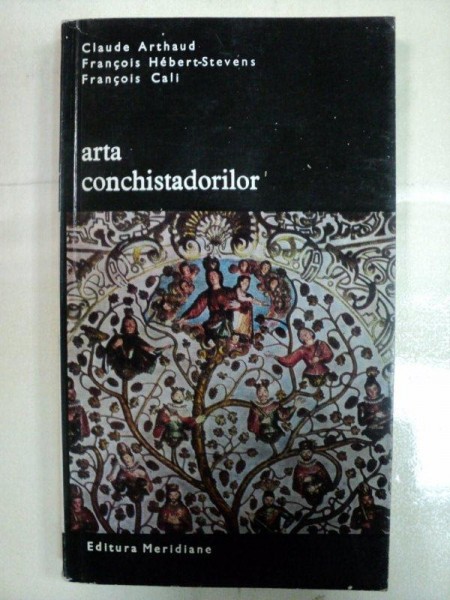 Claude Arthaud
François Hébert-Stevens
François Cali
arta
conchistadorilor
Editura Meridiane